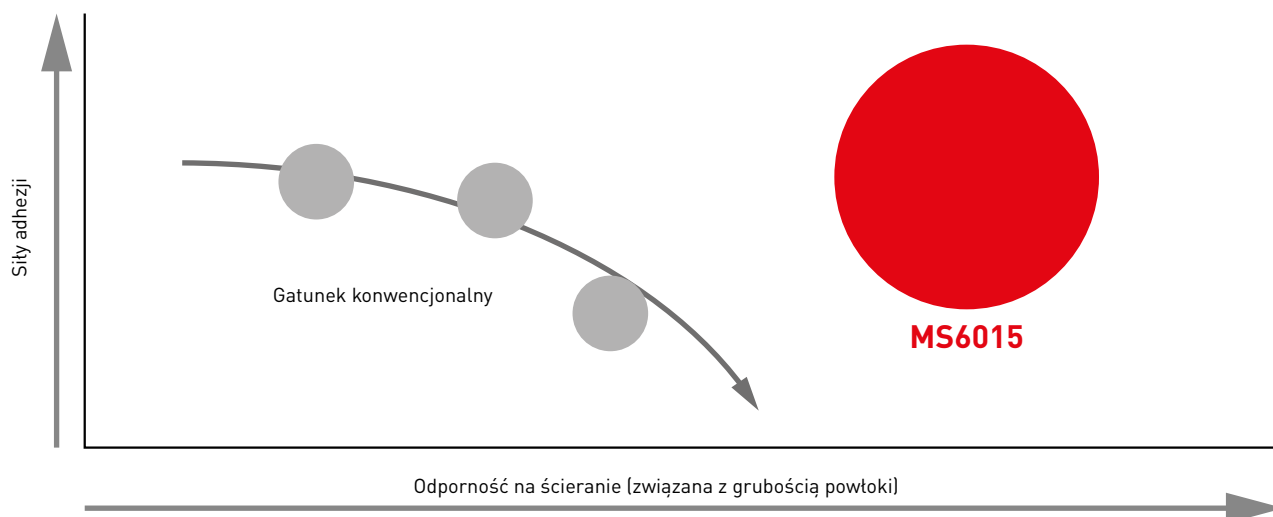 Siły adhezji
Gatunek konwencjonalny
MS6015
Odporność na ścieranie (związana z grubością powłoki)